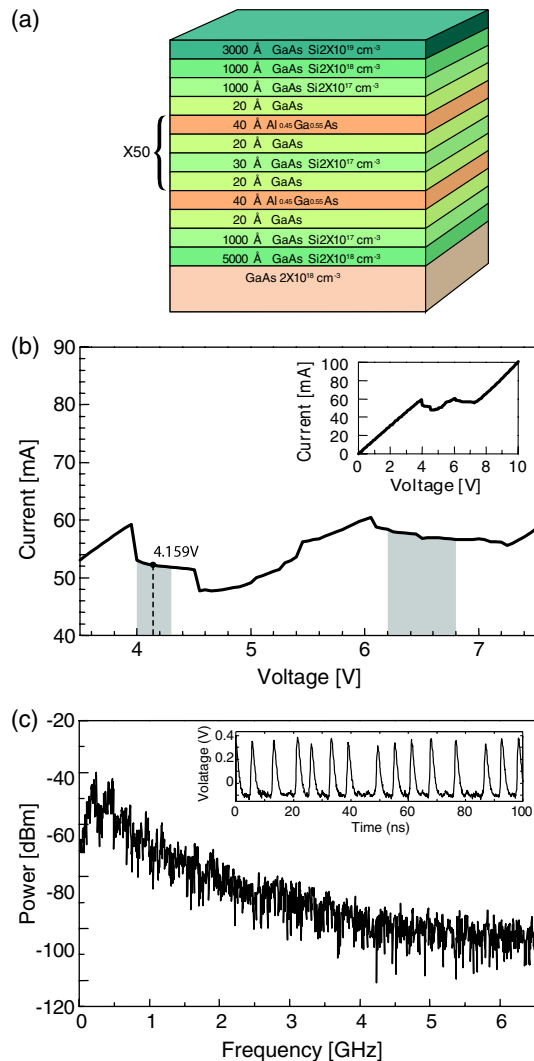 (a)
3000 Å GaAs Si2X10¹⁹ cm⁻³
1000 Å GaAs Si2X10¹⁸ cm⁻³
1000 Å GaAs Si2X10¹⁷ cm⁻³
20 Å GaAs
40 Å Al₀.₄₅Ga₀.₅₅As
20 Å GaAs
X50
30 Å GaAs Si2X10¹⁷ cm⁻³
20 Å GaAs
40 Å Al₀.₄₅Ga₀.₅₅As
20 Å GaAs
1000 Å GaAs Si2X10¹⁷ cm⁻³
5000 Å GaAs Si2X10¹⁸ cm⁻³
GaAs 2X10¹⁸ cm⁻³
(b)
90
80
70
60
50
40
Current [mA]
4.159V
4 5 6 7
Voltage [V]
100
80
60
40
20
0
Current [mA]
0 2 4 6 8 10
Voltage [V]
(c)
-20
-40
-60
-80
-100
-120
Power [dBm]
0 1 2 3 4 5 6
Frequency [GHz]
0.4
0.2
0
Volatage (V)
0 20 40 60 80 100
Time (ns)